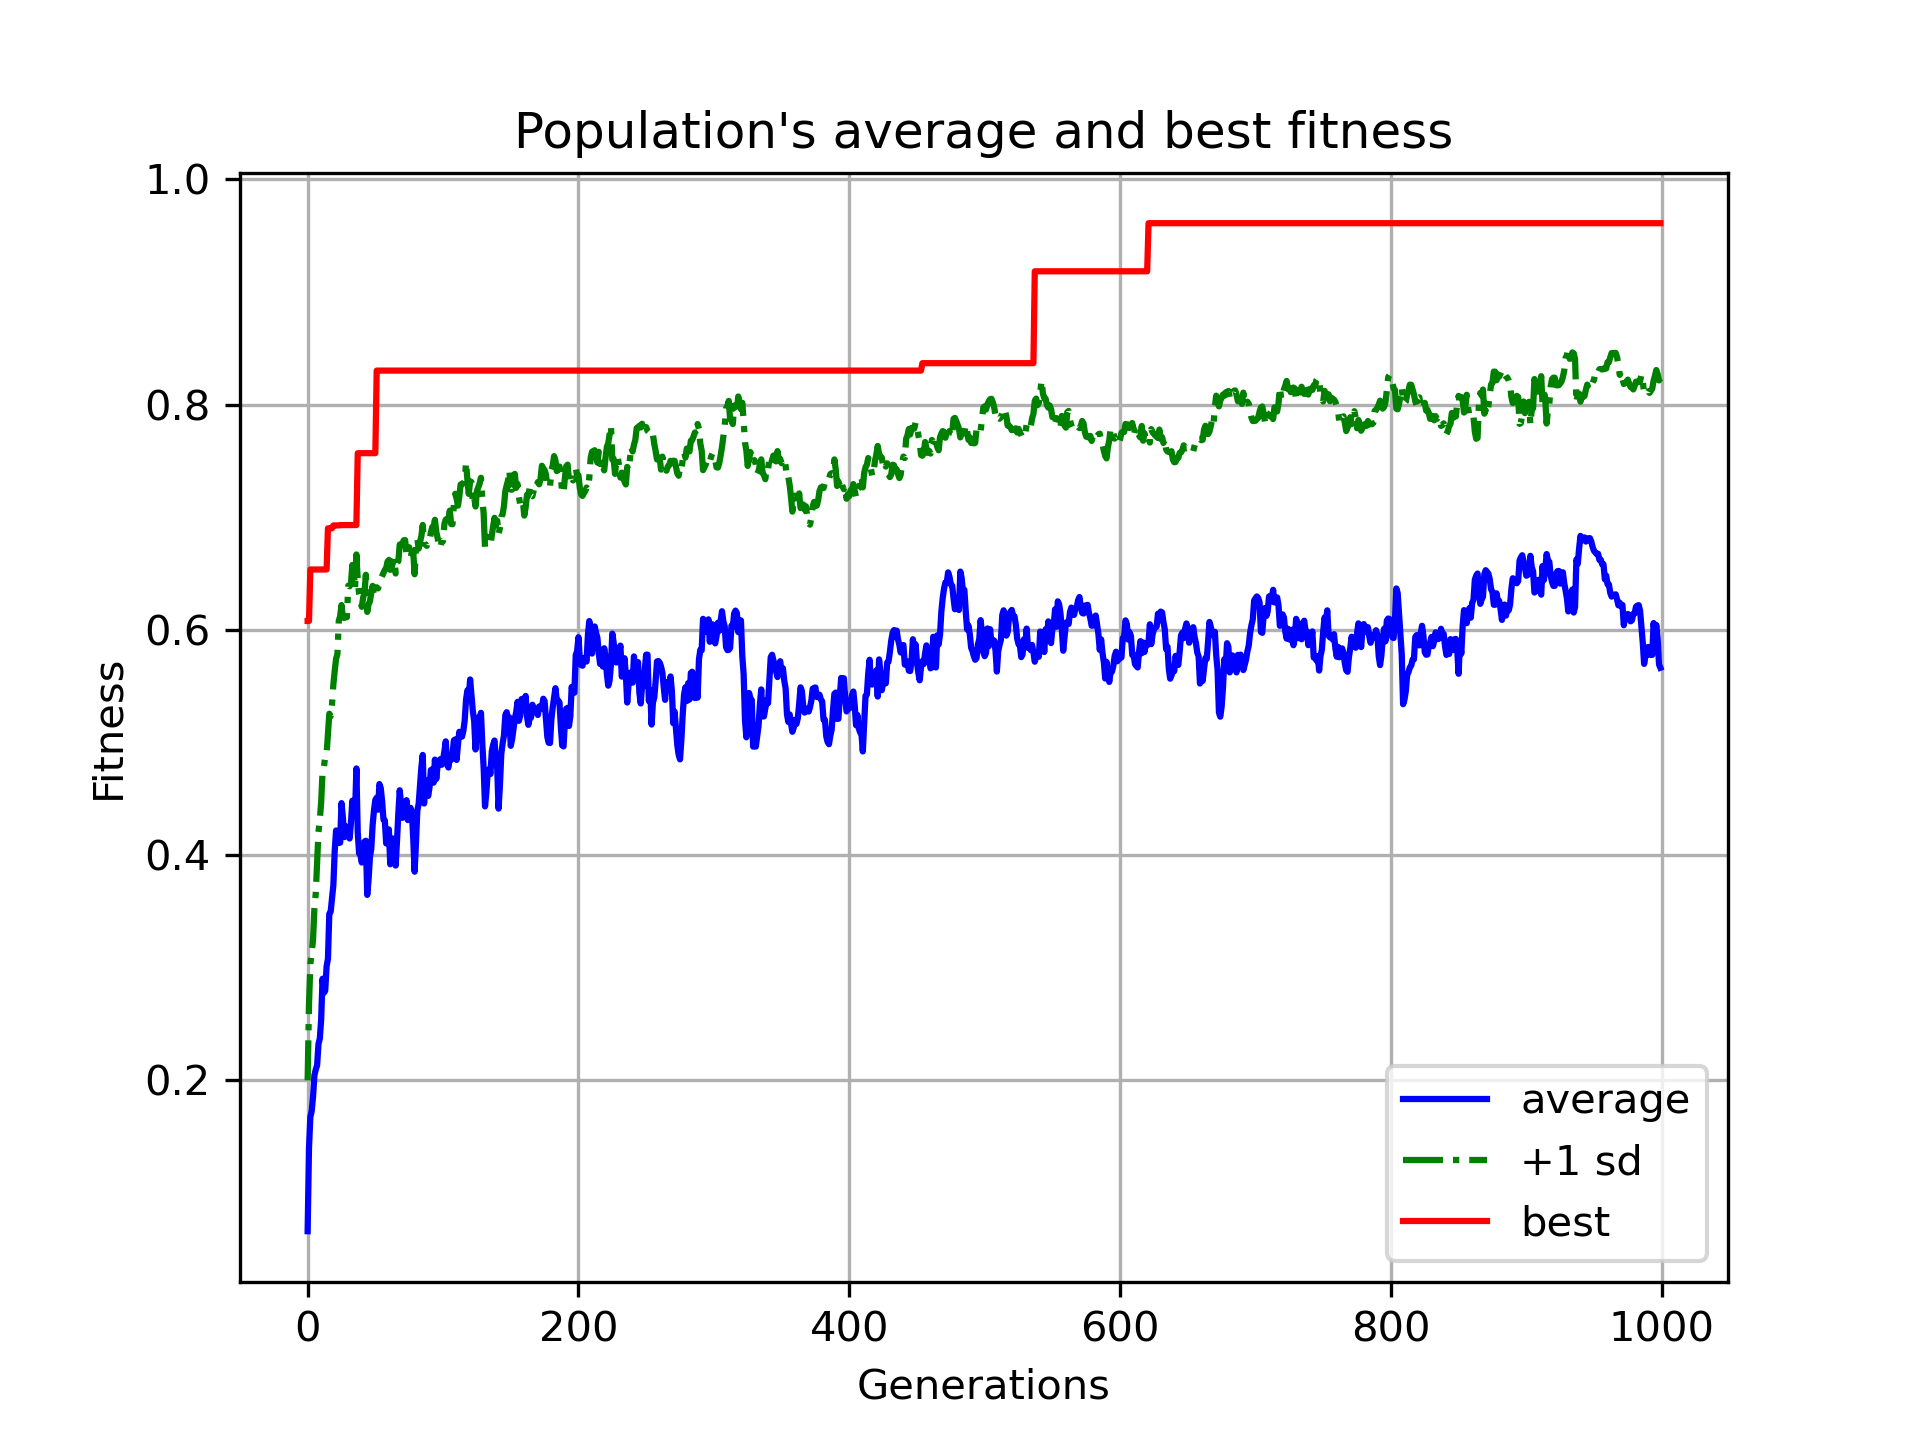 Population's average and best fitness
1.0
0.8
0.6
0.4
0.2
Fitness
0 200 400 600 800 1000
Generations
average
+1 sd
best